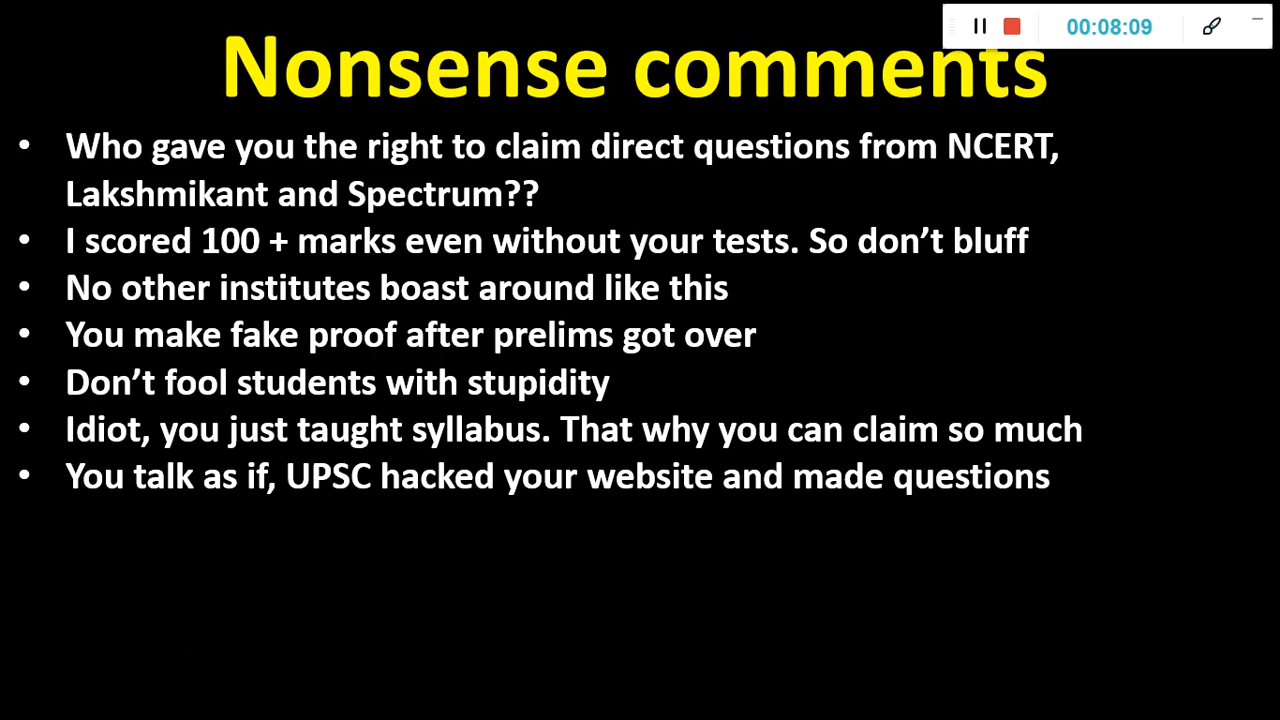 00:08:09
Nonsense comments
• Who gave you the right to claim direct questions from NCERT,
Lakshmikant and Spectrum??
• I scored 100 + marks even without your tests. So don’t bluff
• No other institutes boast around like this
• You make fake proof after prelims got over
• Don’t fool students with stupidity
• Idiot, you just taught syllabus. That why you can claim so much
• You talk as if, UPSC hacked your website and made questions